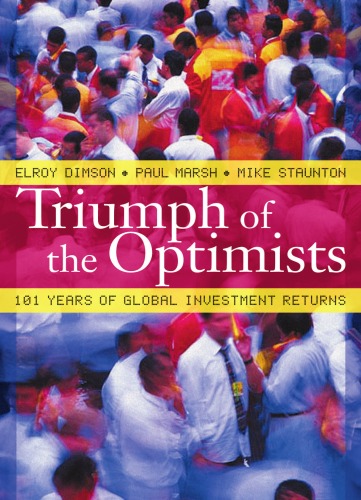 ELROY DIMSON • PAUL MARSH • MIKE STAUNTON
Triumph of
the Optimists
101 YEARS OF GLOBAL INVESTMENT RETURNS